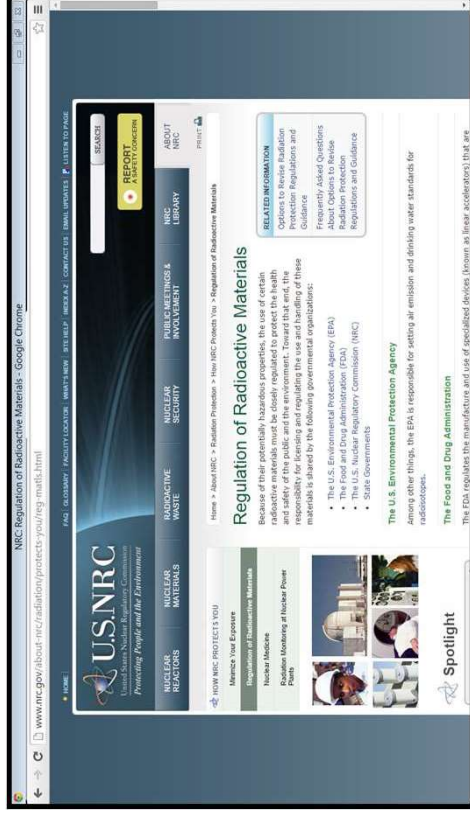 NRC: Regulation of Radioactive Materials - Google Chrome
www.nrc.gov/about-nrc/radiation/protects-you/reg-matls.html
HOME
FAQ | GLOSSARY | FACILITY LOCATOR | WHAT'S NEW | SITE HELP | INDEX A-Z | CONTACT US | EMAIL UPDATES | LISTEN TO PAGE
U.S.NRC
United States Nuclear Regulatory Commission
Protecting People and the Environment
SEARCH
REPORT
A SAFETY CONCERN
NUCLEAR REACTORS
NUCLEAR MATERIALS
RADIOACTIVE WASTE
NUCLEAR SECURITY
PUBLIC MEETINGS & INVOLVEMENT
NRC LIBRARY
ABOUT NRC
PRINT
HOW NRC PROTECTS YOU
Minimize Your Exposure
Regulation of Radioactive Materials
Nuclear Medicine
Radiation Monitoring at Nuclear Power
Plants
Spotlight
Home > About NRC > Radiation Protection > How NRC Protects You > Regulation of Radioactive Materials
Regulation of Radioactive Materials
Because of their potentially hazardous properties, the use of certain
radioactive materials must be closely regulated to protect the health
and safety of the public and the environment. Toward that end, the
responsibility for licensing and regulating the use and handling of these
materials is shared by the following governmental organizations:
• The U.S. Environmental Protection Agency (EPA)
• The Food and Drug Administration (FDA)
• The U.S. Nuclear Regulatory Commission (NRC)
• State Governments
RELATED INFORMATION
Options to Revise Radiation
Protection Regulations and
Guidance
Frequently Asked Questions
About Options to Revise
Radiation Protection
Regulations and Guidance
The U.S. Environmental Protection Agency
Among other things, the EPA is responsible for setting air emission and drinking water standards for
radioisotopes.
The Food and Drug Administration
The FDA regulates the manufacture and use of specialized devices (known as linear accelerators) that are